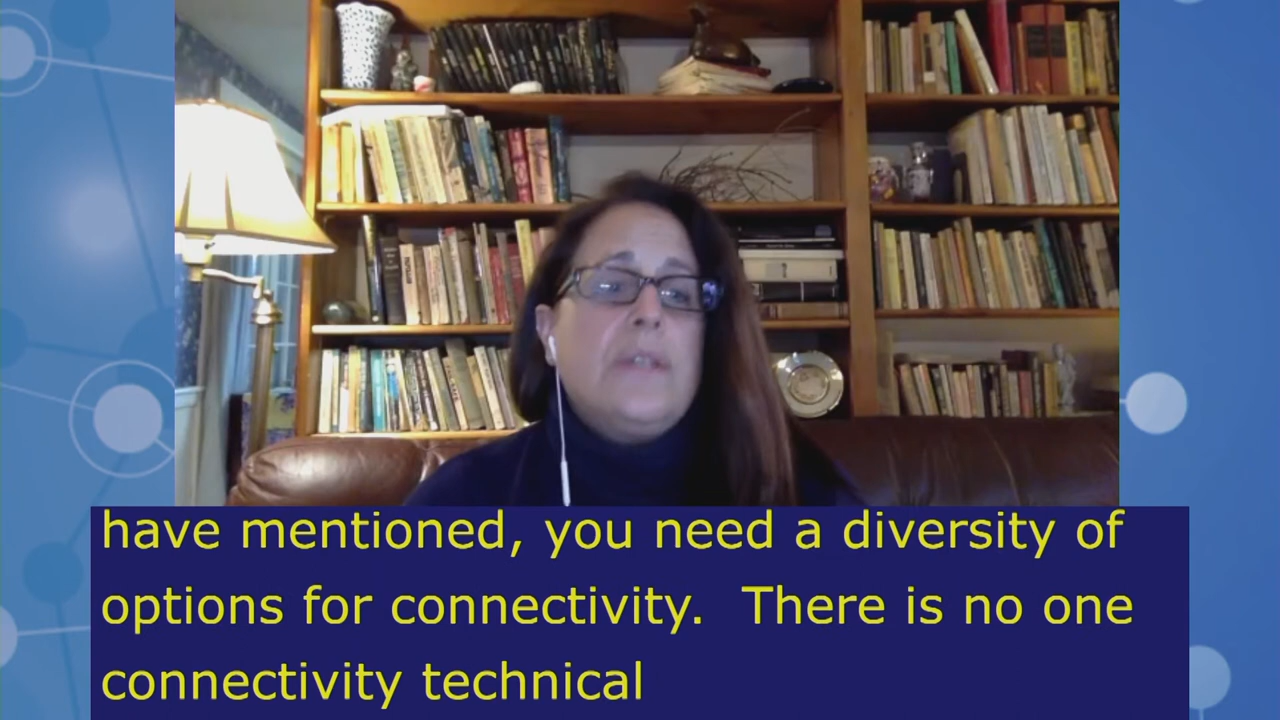 have mentioned, you need a diversity of
options for connectivity.  There is no one
connectivity technical